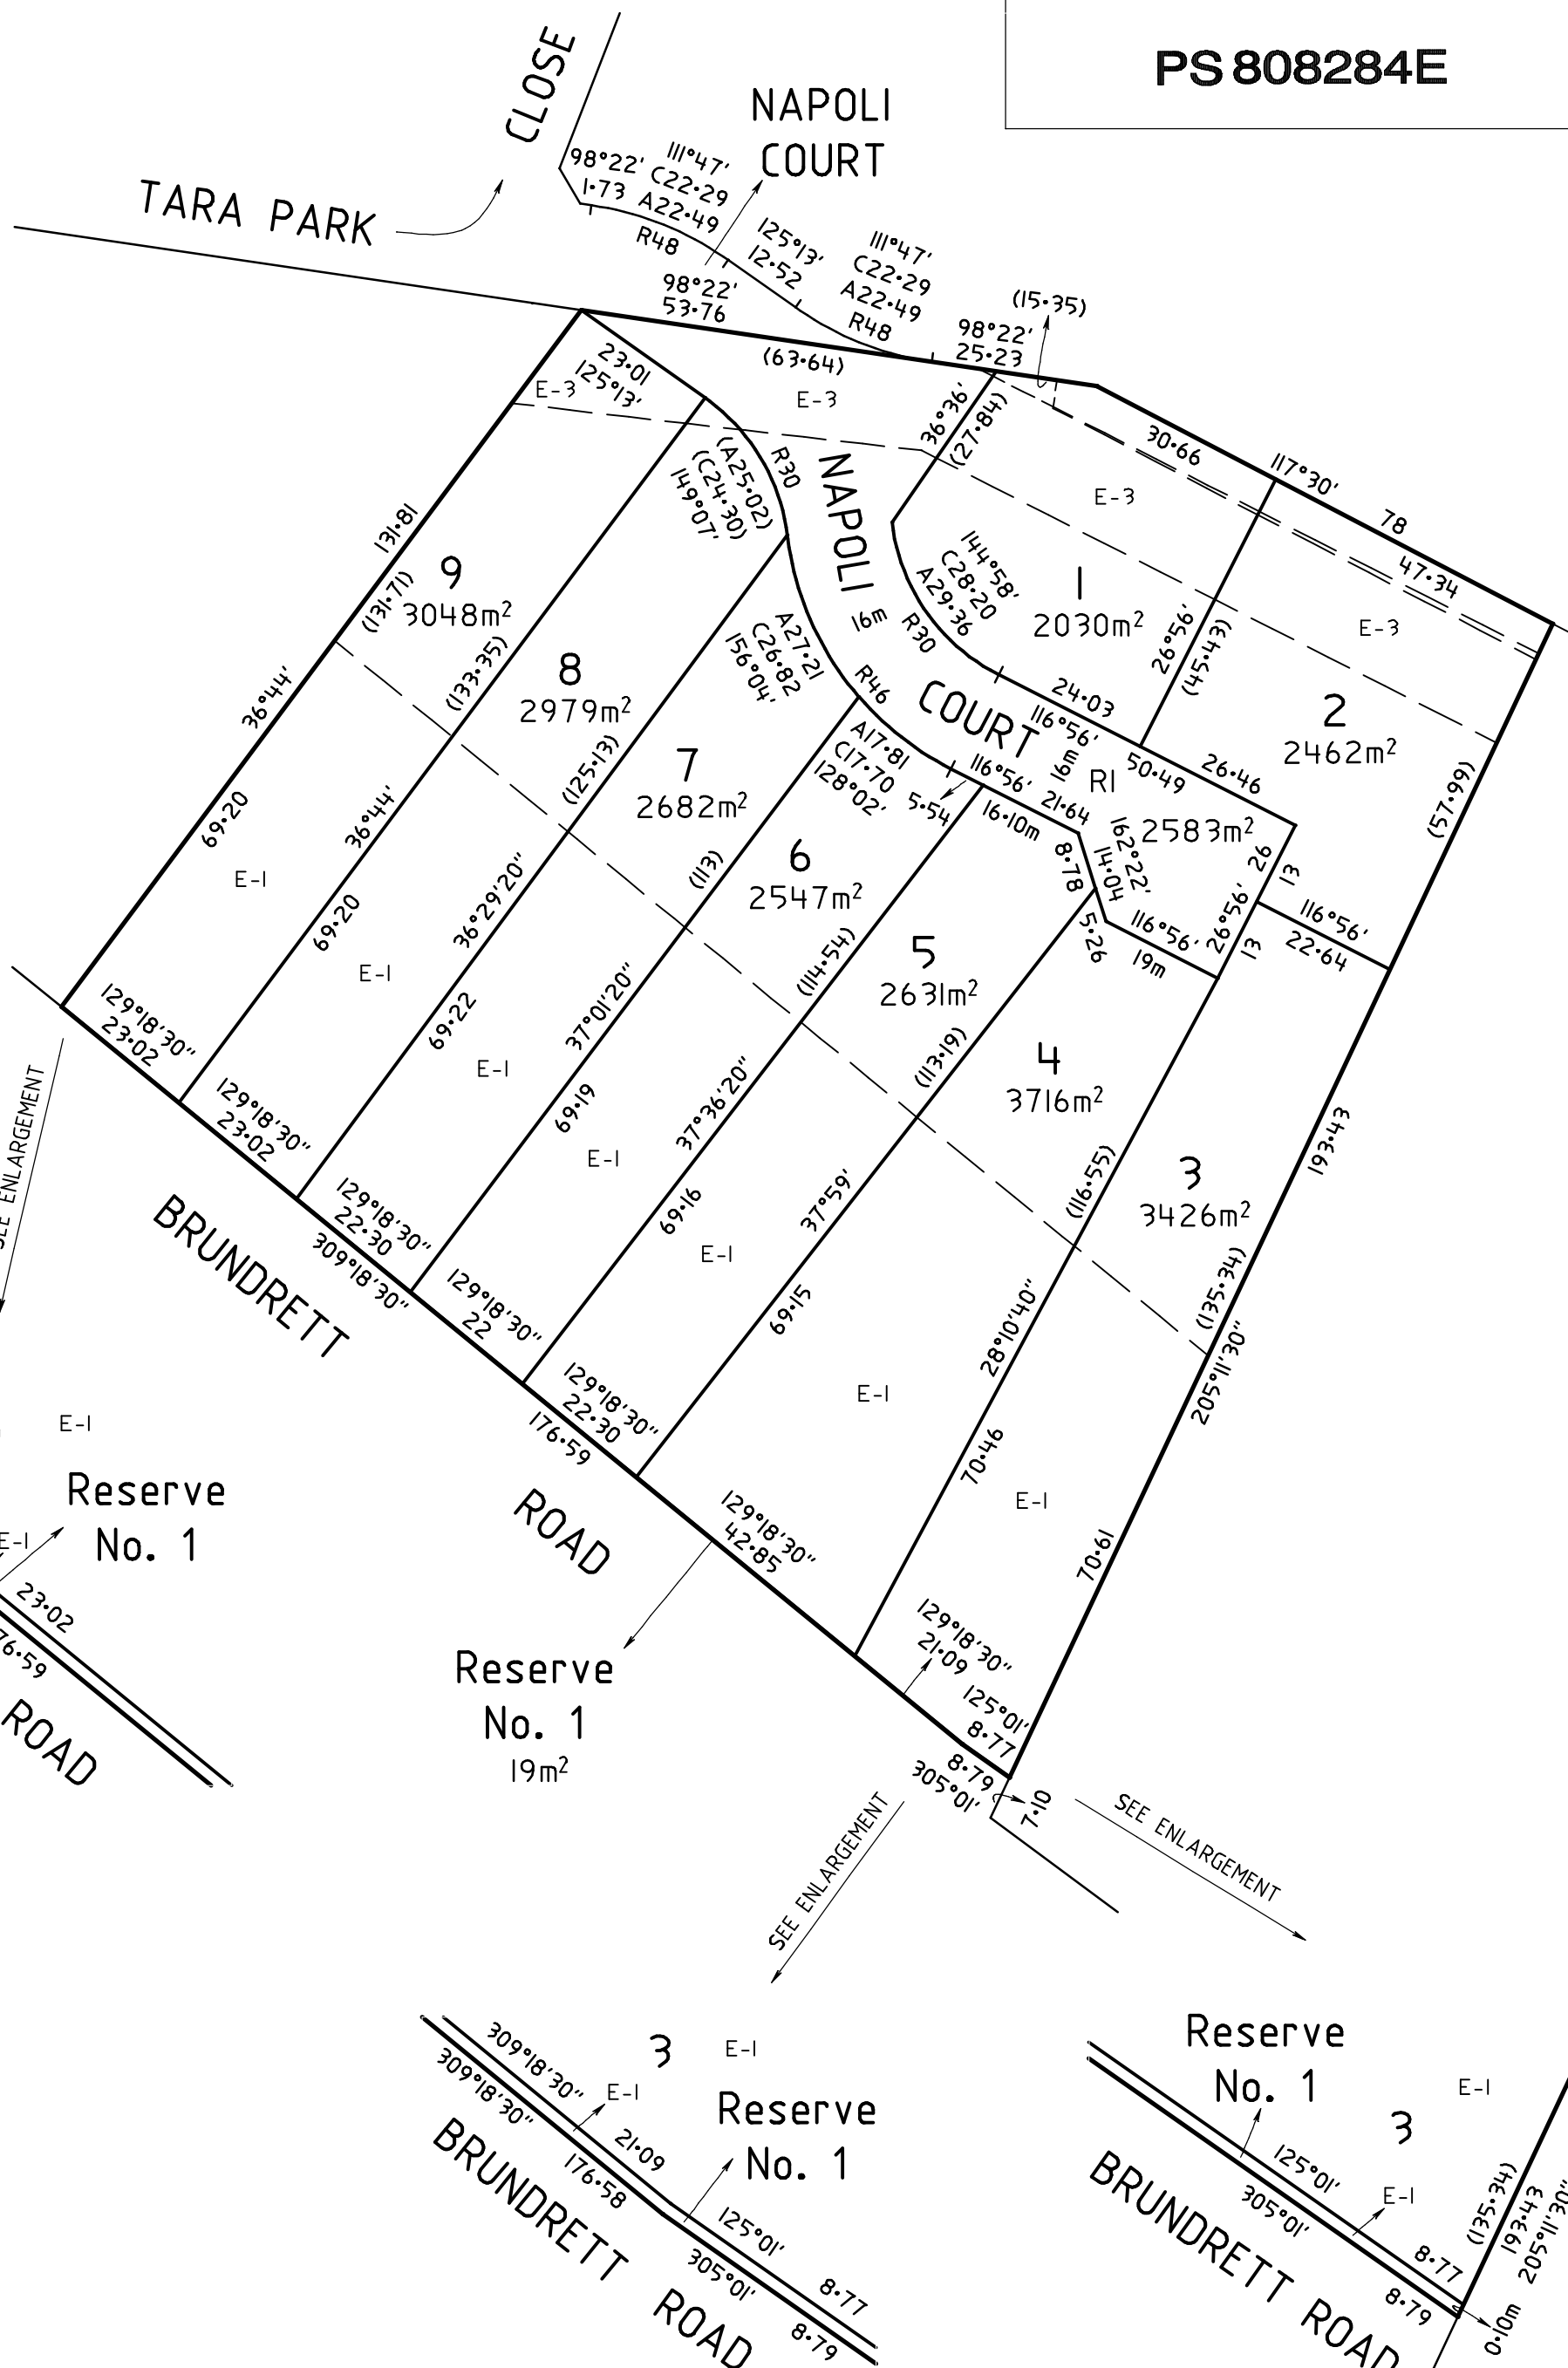 PS 808284E
CLOSE
NAPOLI
COURT
TARA PARK
98°22'
1·73
111°47'
C22·29
A22·49
R48
125°13'
12·52
111°47'
C22·29
A22·49
R48
98°22'
53·76
(63·64)
98°22'
25·23
(15·35)
23·01
125°13'
E-3
E-3
36°36'
(27·84)
30·66
117°30'
78
47·34
E-3
E-3
(A25·02)
(C24·30)
149°07'
R30
NAPOLI
16m
R30
144°58'
C28·20
A29·36
1
2030m²
26°56'
(45·43)
2
2462m²
(57·99)
131·81
(131·71)
9
3048m²
36°44'
(133·35)
8
2979m²
A27·21
C26·82
156°04'
R46
COURT
24·03
116°56'
16m
R1
50·49
26·46
2583m²
A17·81
C17·70
128°02'
116°56'
5·54
21·64
16·10m
8·78
162°22'
14·04
5·26
116°56'
19m
26°56'
26
13
13
116°56'
22·64
7
2682m²
(125·13)
69·20
E-1
36°44'
69·20
E-1
36°29'20"
69·22
E-1
(113)
6
2547m²
37°01'20"
69·19
E-1
(114·54)
5
2631m²
37°36'20"
69·16
E-1
(113·19)
4
3716m²
37°59'
69·15
E-1
(116·55)
3
3426m²
193·43
(135·34)
205°11'30"
28°10'40"
70·46
E-1
70·61
129°18'30"
23·02
129°18'30"
23·02
129°18'30"
22·30
309°18'30"
129°18'30"
22
129°18'30"
22·30
176·59
129°18'30"
42·85
129°18'30"
21·09
125°01'
8·77
8·79
305°01'
7·10
BRUNDRETT
ROAD
SEE ENLARGEMENT
E-1
Reserve
No. 1
E-1
23·02
76·59
ROAD
Reserve
No. 1
19m²
SEE ENLARGEMENT
SEE ENLARGEMENT
309°18'30"
3
E-1
309°18'30"
E-1
Reserve
No. 1
21·09
176·58
125°01'
305°01'
8·77
8·79
BRUNDRETT ROAD
Reserve
No. 1
E-1
3
125°01'
E-1
305°01'
8·77
8·79
(135·34)
193·43
205°11'30"
0·10m
BRUNDRETT ROAD